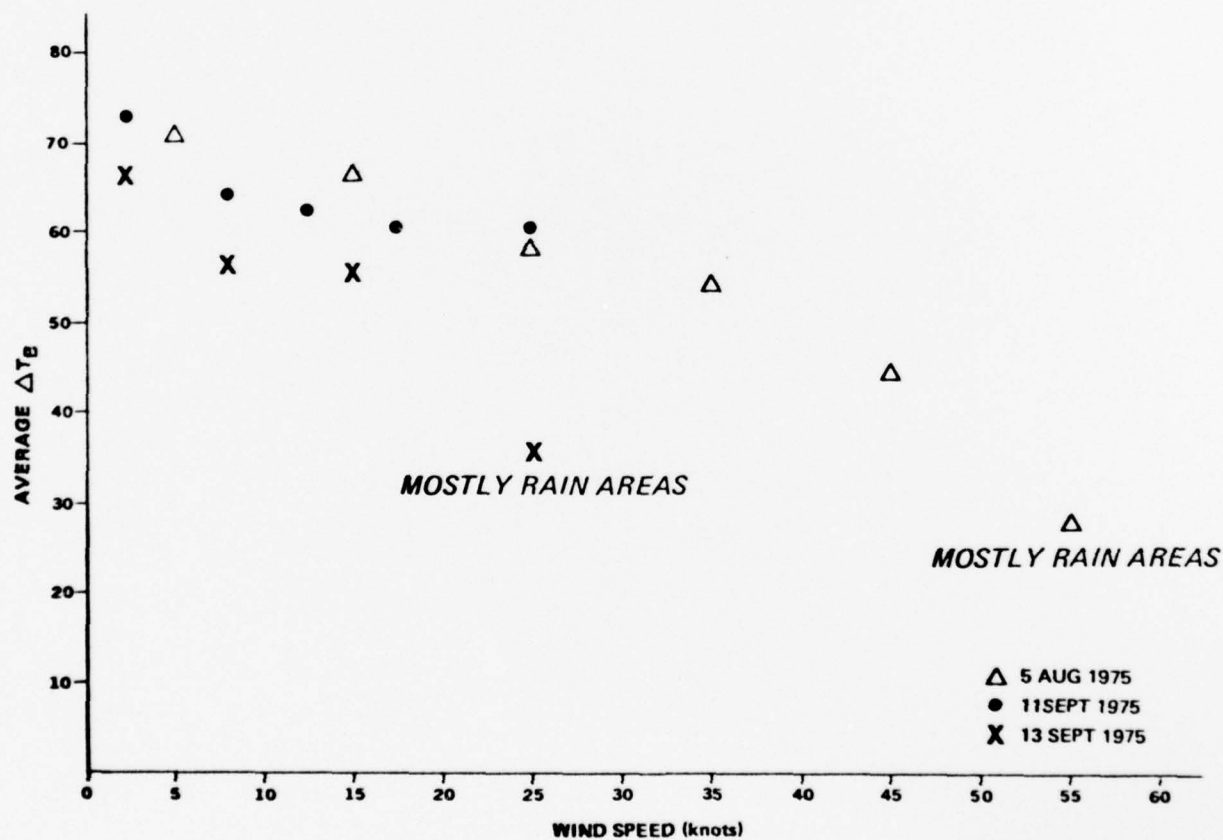 80
70
60
50
40
30
20
10
AVERAGE ΔTB
MOSTLY RAIN AREAS
MOSTLY RAIN AREAS
△ 5 AUG 1975
● 11SEPT 1975
X 13 SEPT 1975
0 5 10 15 20 25 30 35 40 45 50 55 60
WIND SPEED (knots)